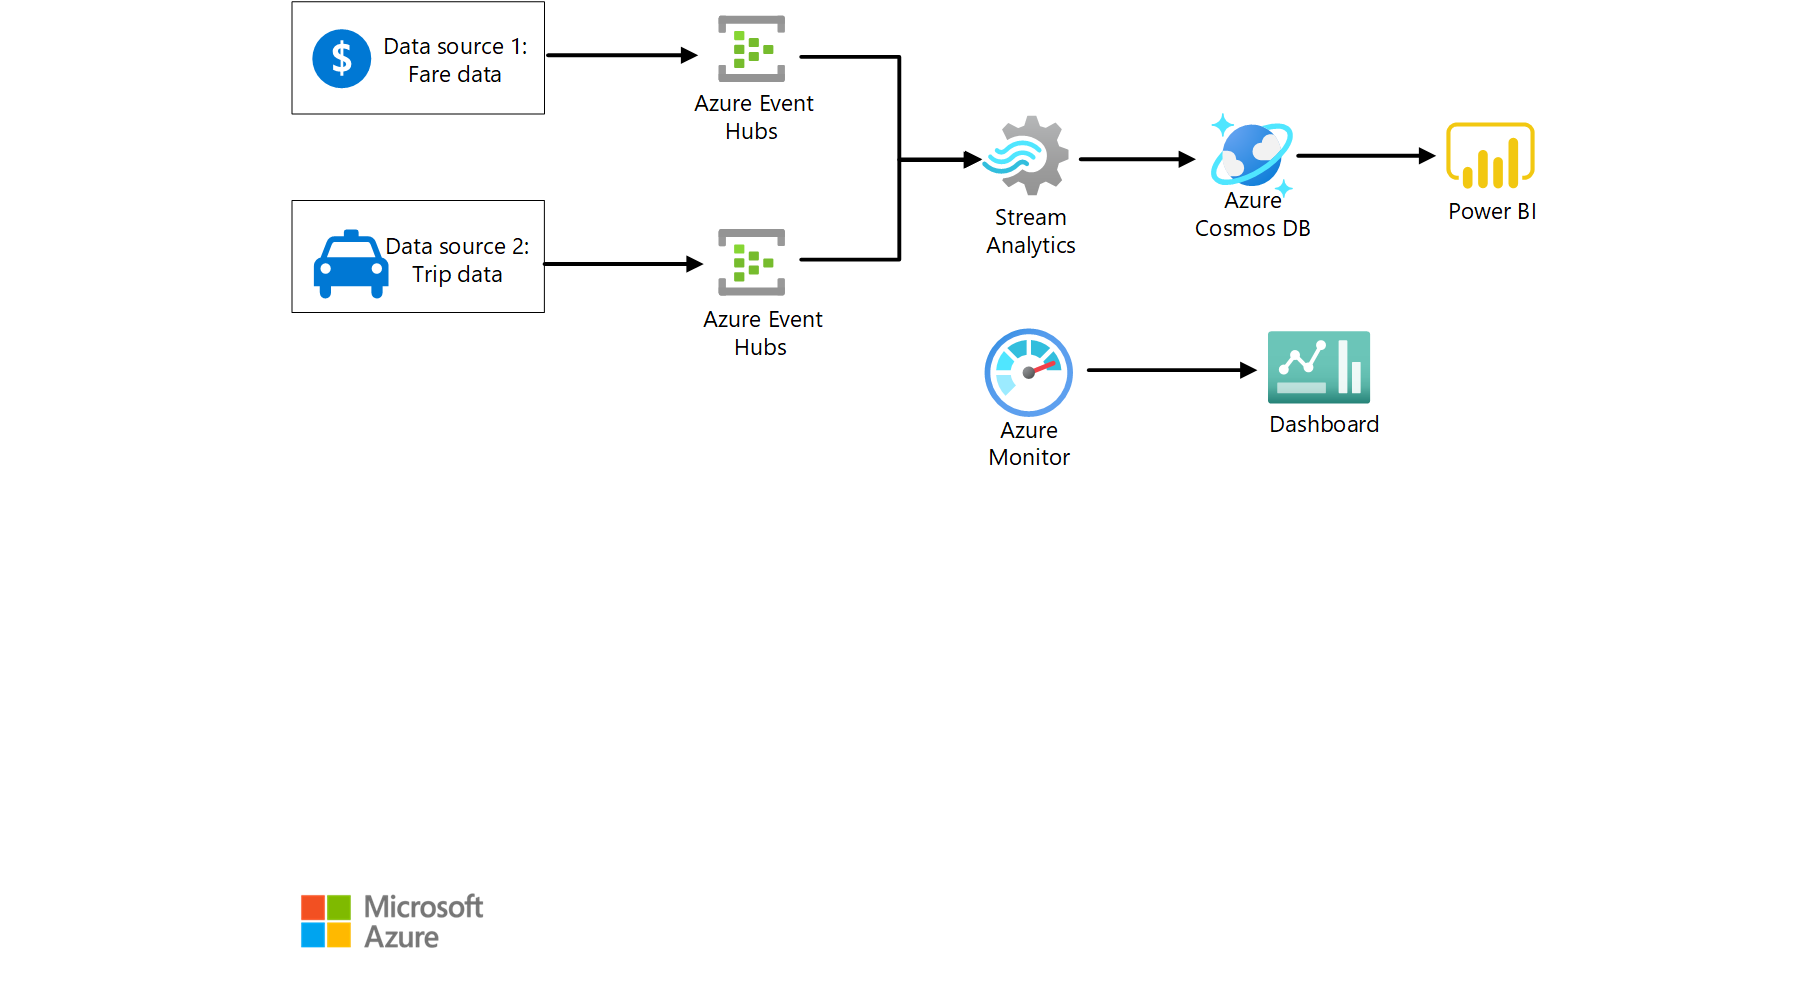 Data source 1:
Fare data
Azure Event
Hubs
Stream
Analytics
Azure
Cosmos DB
Power BI
Data source 2:
Trip data
Azure Event
Hubs
Azure
Monitor
Dashboard
Microsoft
Azure